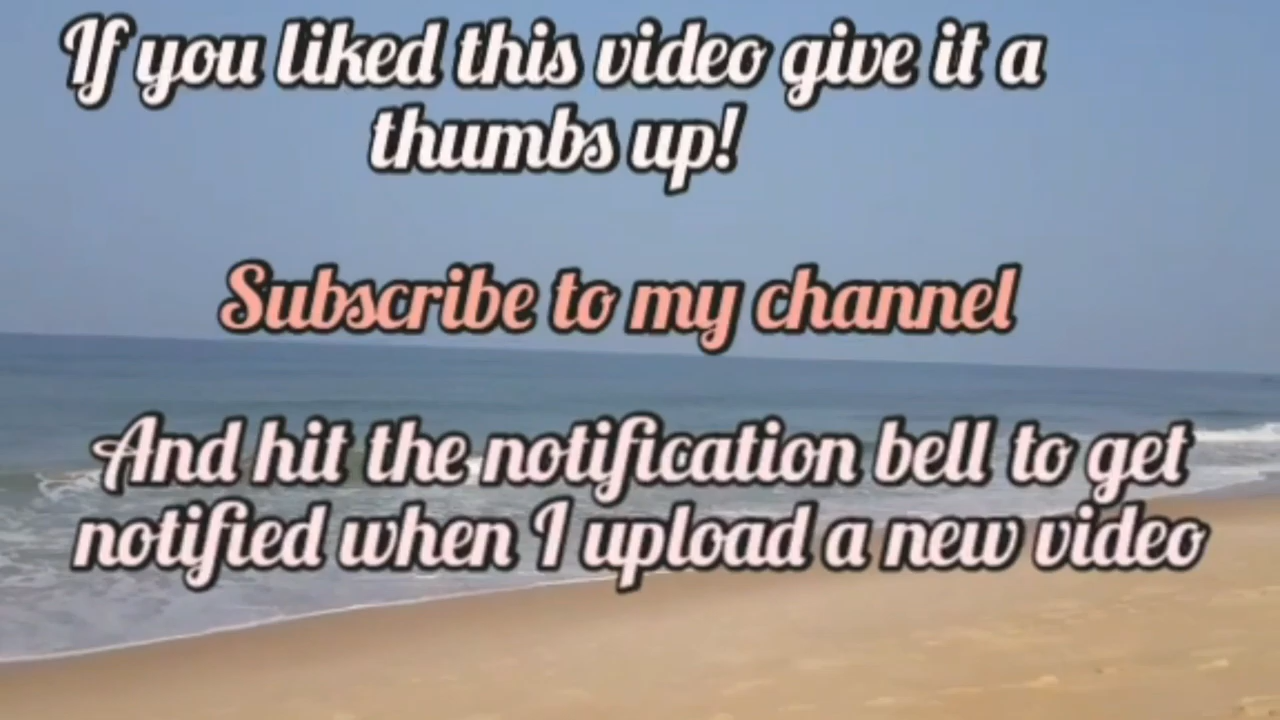 If you liked this video give it a
thumbs up!
Subscribe to my channel
And hit the notification bell to get
notified when I upload a new video